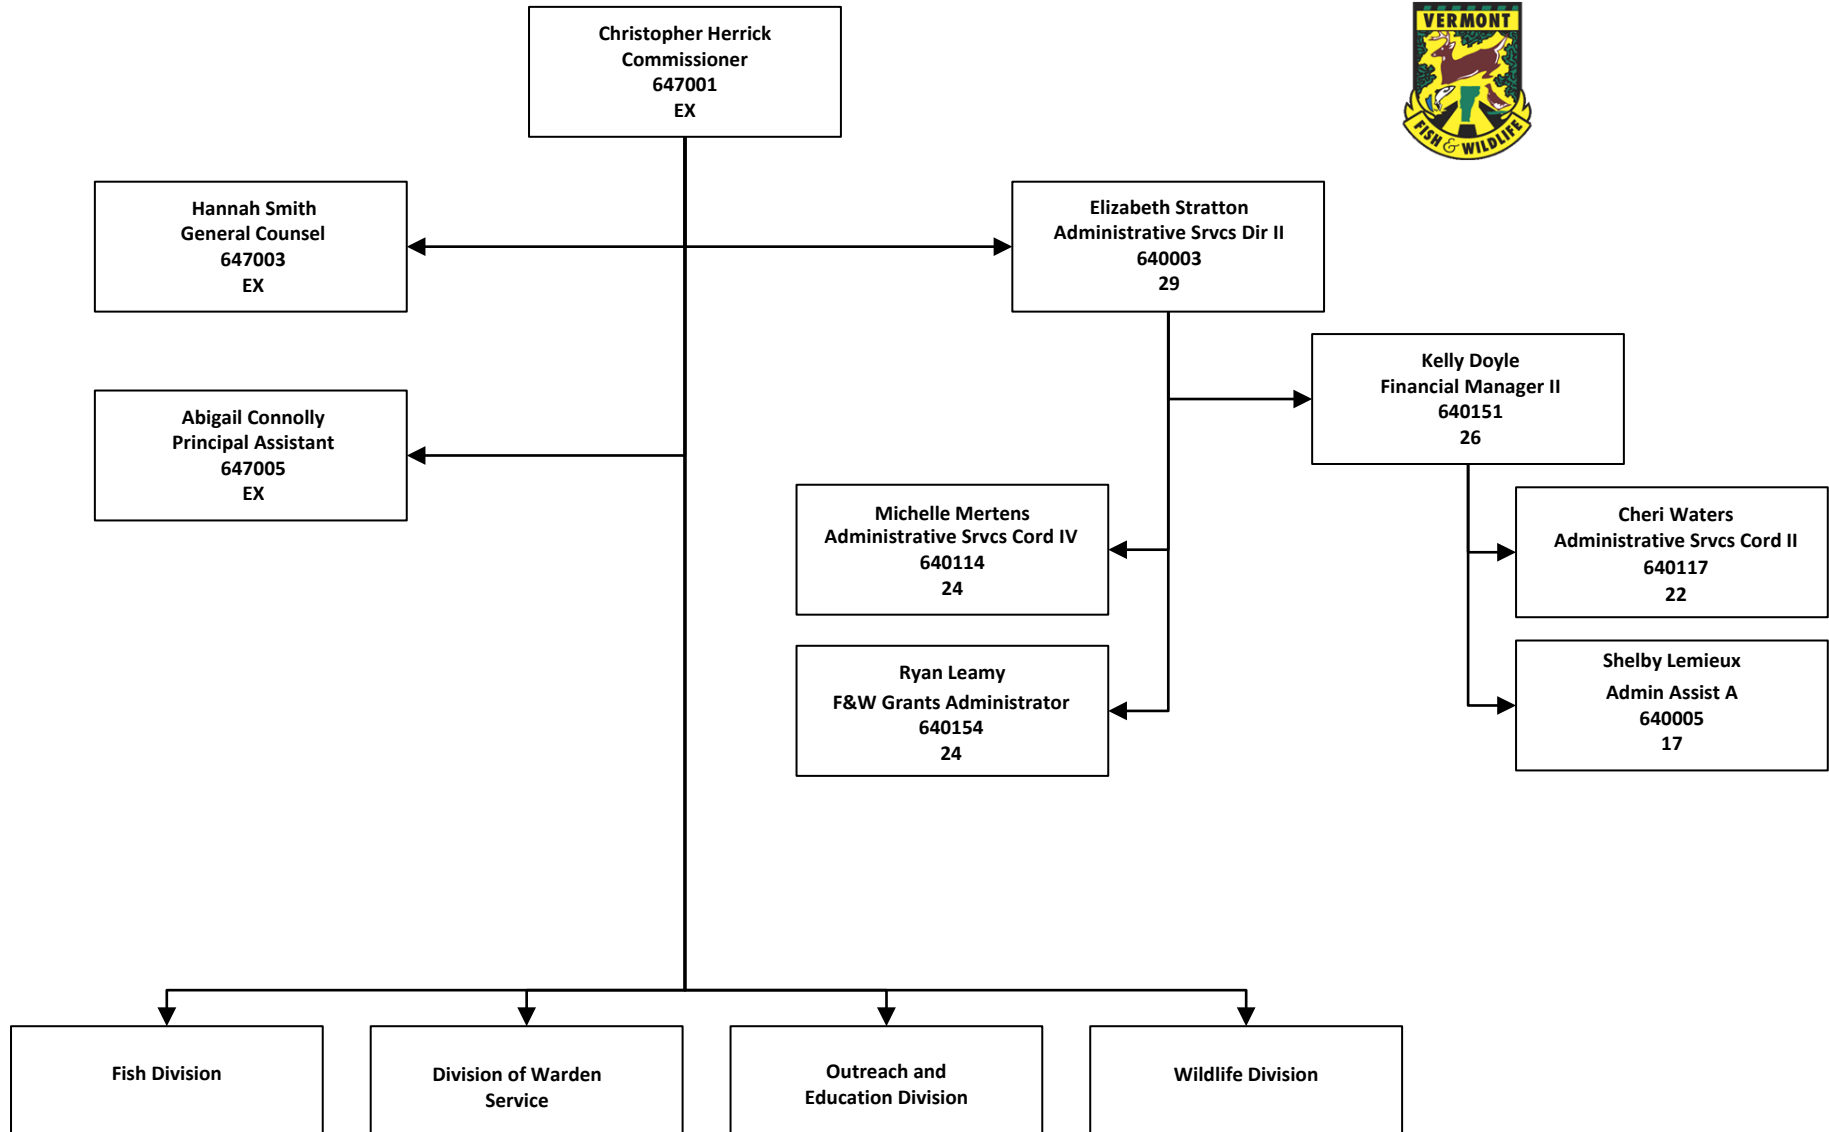 Christopher Herrick
Commissioner
647001
EX
VERMONT
FISH & WILDLIFE
Hannah Smith
General Counsel
647003
EX
Elizabeth Stratton
Administrative Srvcs Dir II
640003
29
Kelly Doyle
Financial Manager II
640151
26
Abigail Connolly
Principal Assistant
647005
EX
Michelle Mertens
Administrative Srvcs Cord IV
640114
24
Cheri Waters
Administrative Srvcs Cord II
640117
22
Ryan Leamy
F&W Grants Administrator
640154
24
Shelby Lemieux
Admin Assist A
640005
17
Fish Division
Division of Warden
Service
Outreach and
Education Division
Wildlife Division